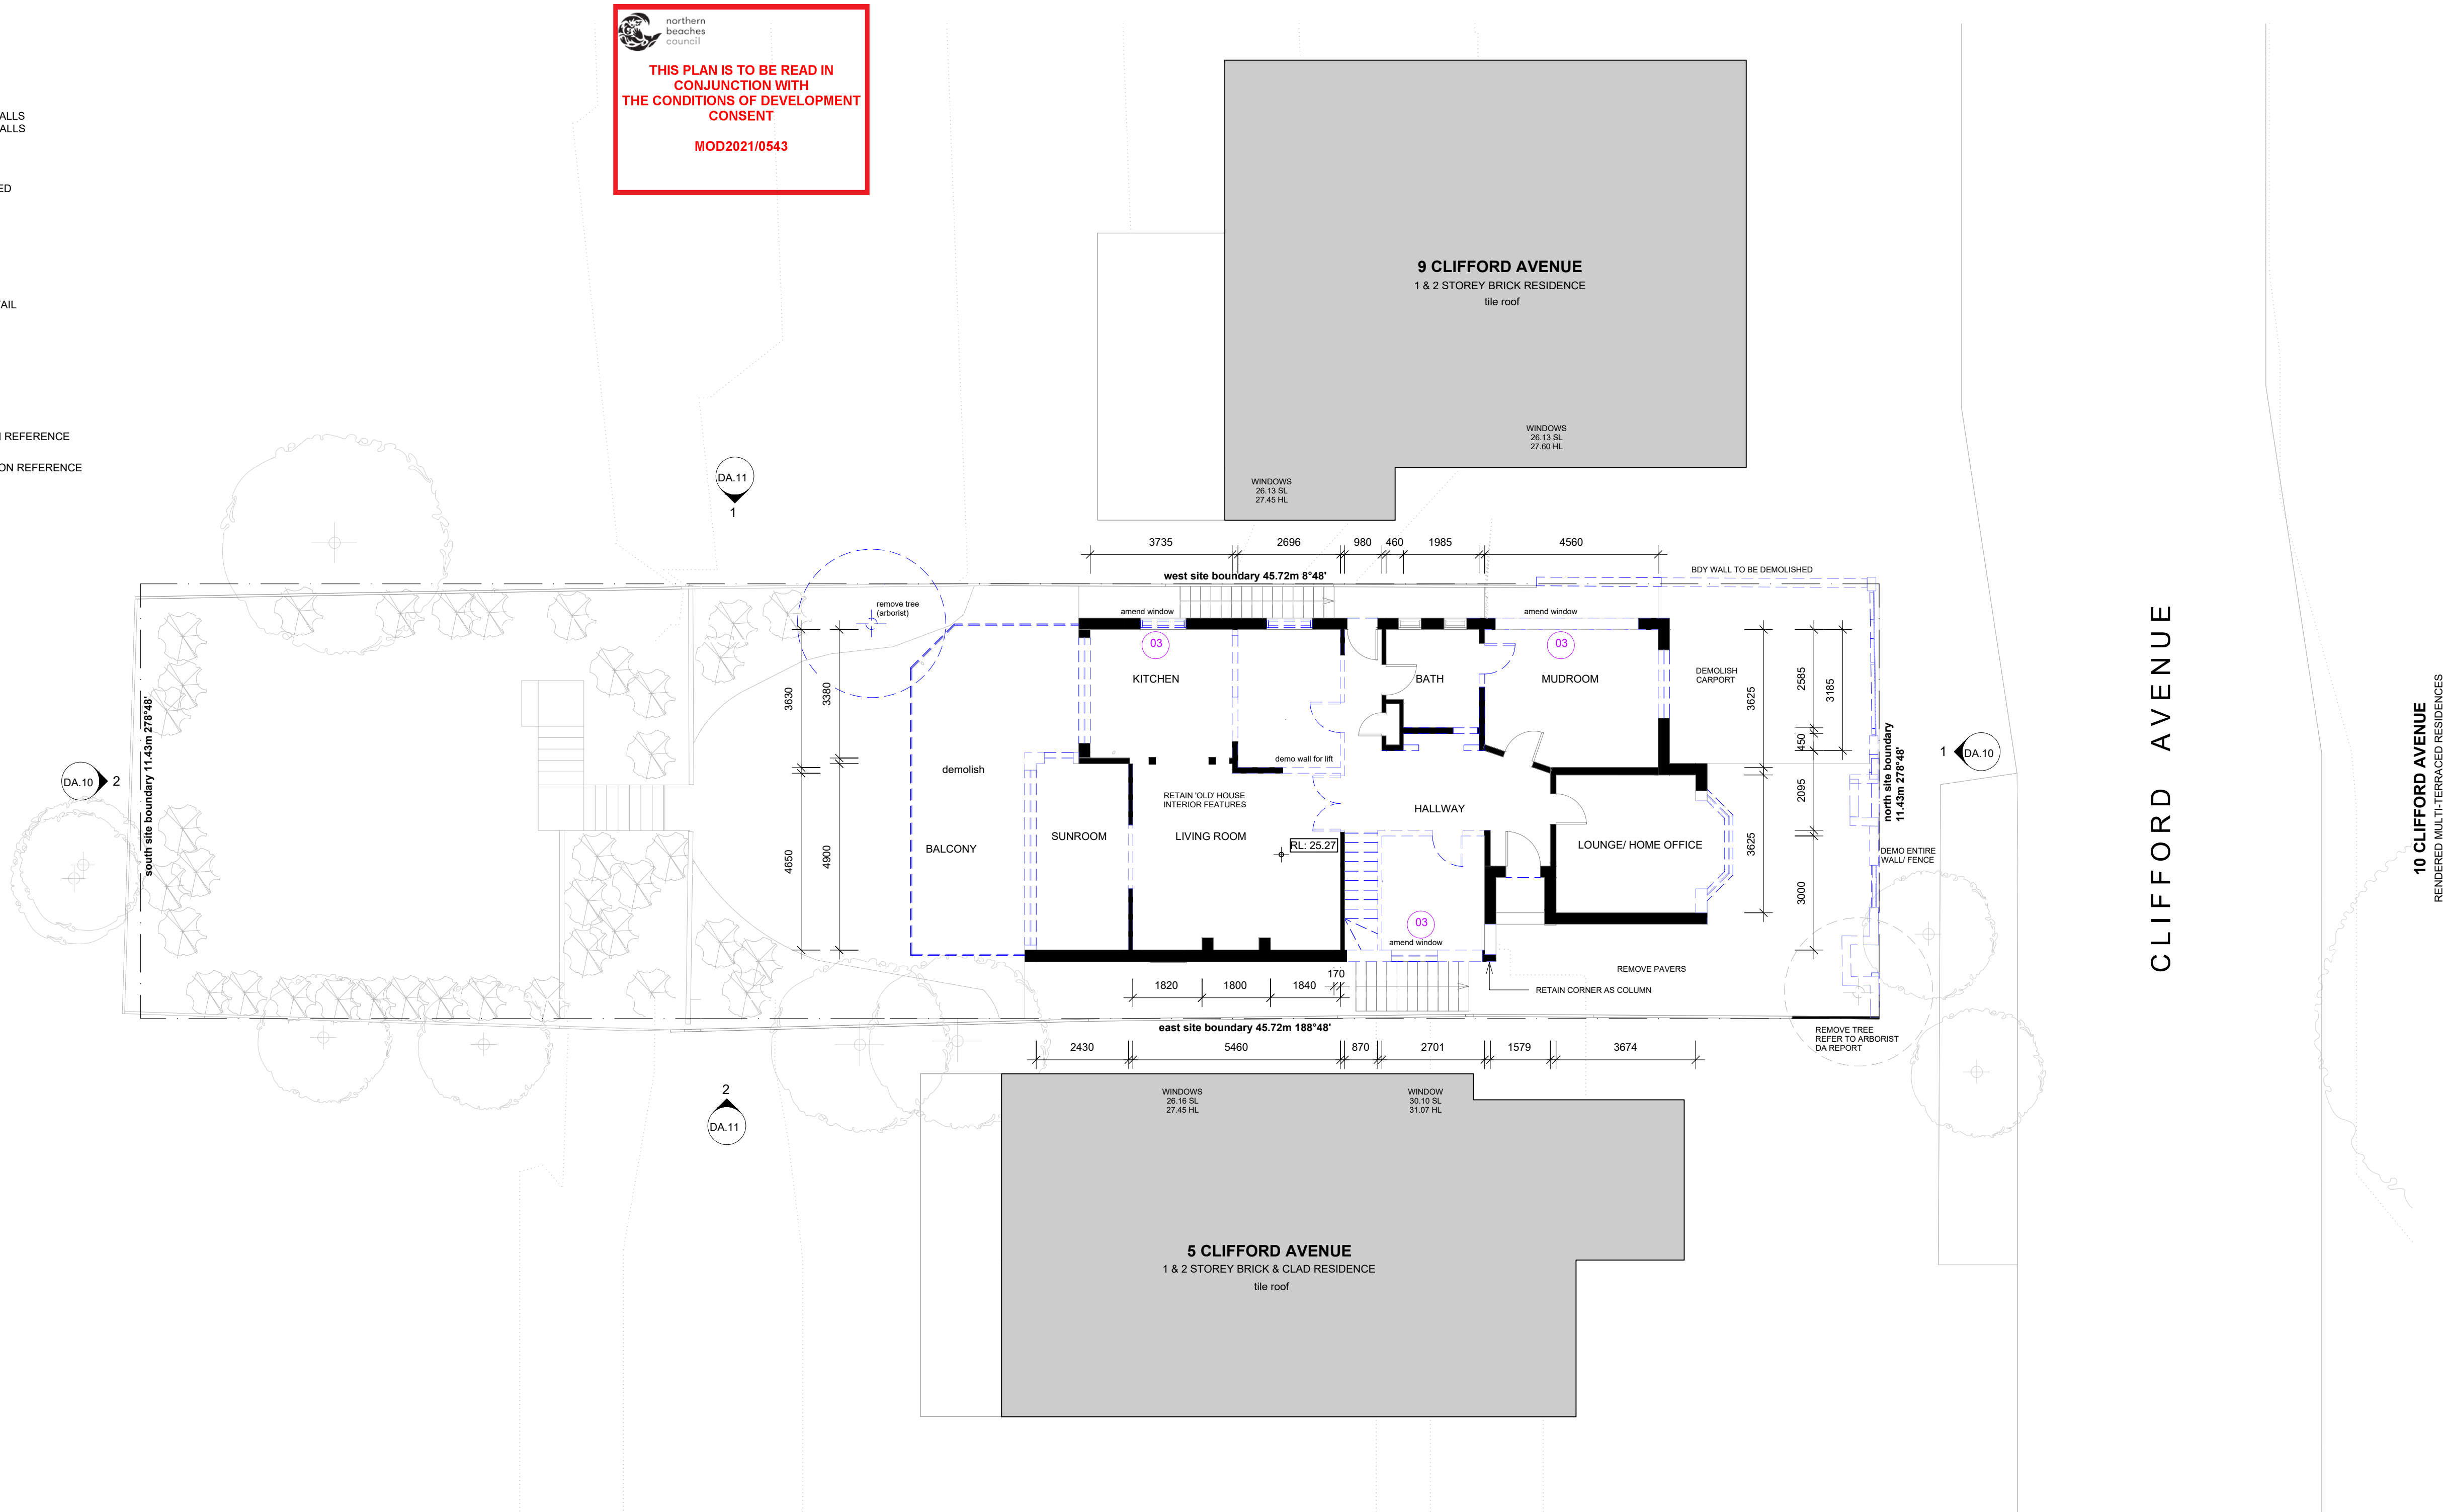 northern
beaches
council
THIS PLAN IS TO BE READ IN
CONJUNCTION WITH
THE CONDITIONS OF DEVELOPMENT
CONSENT
MOD2021/0543
ALLS
ALLS
ED
AIL
REFERENCE
ON REFERENCE
9 CLIFFORD AVENUE
1 & 2 STOREY BRICK RESIDENCE
tile roof
WINDOWS
26.13 SL
27.60 HL
WINDOWS
26.13 SL
27.45 HL
DA.11
1
3735
2696
980
460
1985
4560
west site boundary 45.72m 8°48'
BDY WALL TO BE DEMOLISHED
remove tree
(arborist)
amend window
amend window
03
03
KITCHEN
BATH
MUDROOM
DEMOLISH
CARPORT
3630
3380
3625
2585
3185
450
south site boundary 11.43m 278°48'
north site boundary
11.43m 278°48'
DA.10
2
1
DA.10
demolish
demo wall for lift
RETAIN 'OLD' HOUSE
INTERIOR FEATURES
HALLWAY
2095
BALCONY
SUNROOM
LIVING ROOM
RL: 25.27
LOUNGE/ HOME OFFICE
4650
4900
3625
3000
DEMO ENTIRE
WALL/ FENCE
03
amend window
REMOVE PAVERS
RETAIN CORNER AS COLUMN
170
1820
1800
1840
east site boundary 45.72m 188°48'
REMOVE TREE
REFER TO ARBORIST
DA REPORT
2430
5460
870
2701
1579
3674
2
DA.11
WINDOWS
26.16 SL
27.45 HL
WINDOW
30.10 SL
31.07 HL
5 CLIFFORD AVENUE
1 & 2 STOREY BRICK & CLAD RESIDENCE
tile roof
CLIFFORD AVENUE
10 CLIFFORD AVENUE
RENDERED MULTI-TERRACED RESIDENCES